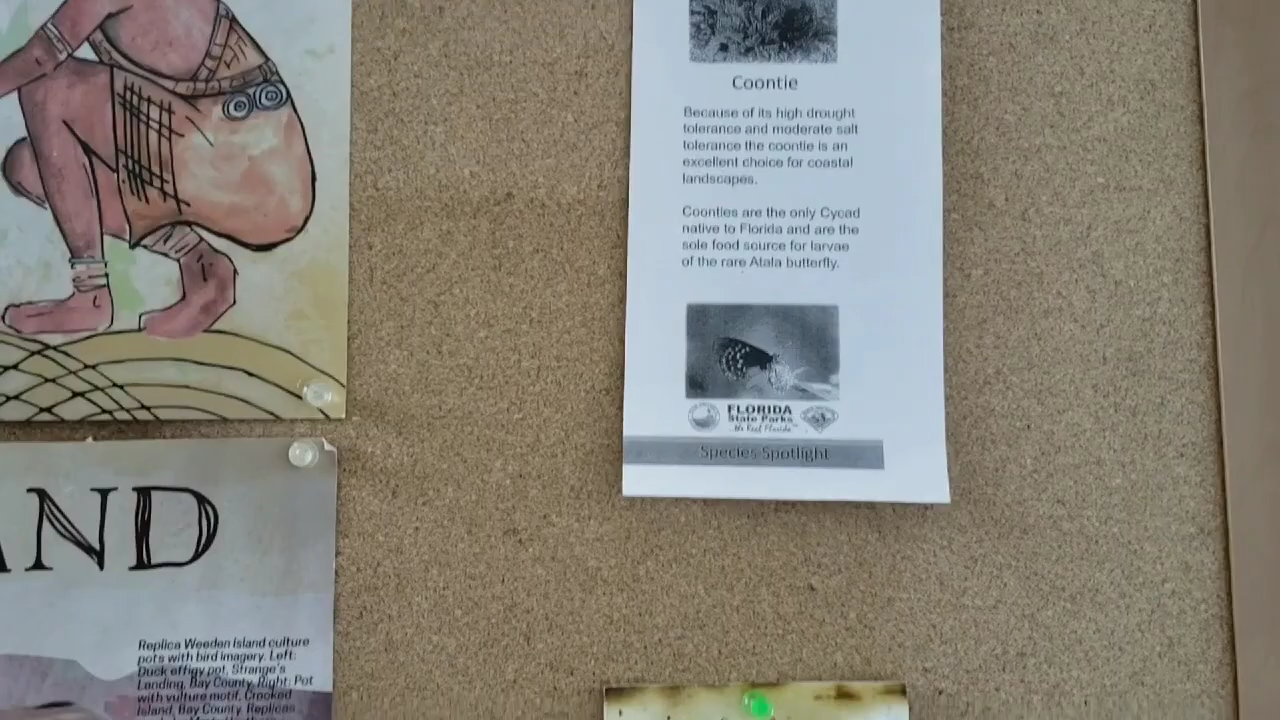 Coontie
Because of its high drought
tolerance and moderate salt
tolerance the coontie is an
excellent choice for coastal
landscapes.
Coonties are the only Cycad
native to Florida and are the
sole food source for larvae
of the rare Atala butterfly.
FLORIDA
State Parks
...the Real Florida™
Species Spotlight
AND
Replica Weeden Island culture
pots with bird imagery. Left:
Duck effigy pot, Strange's
Landing, Bay County. Right: Pot
with vulture motif, Crooked
Island, Bay County. Replicas